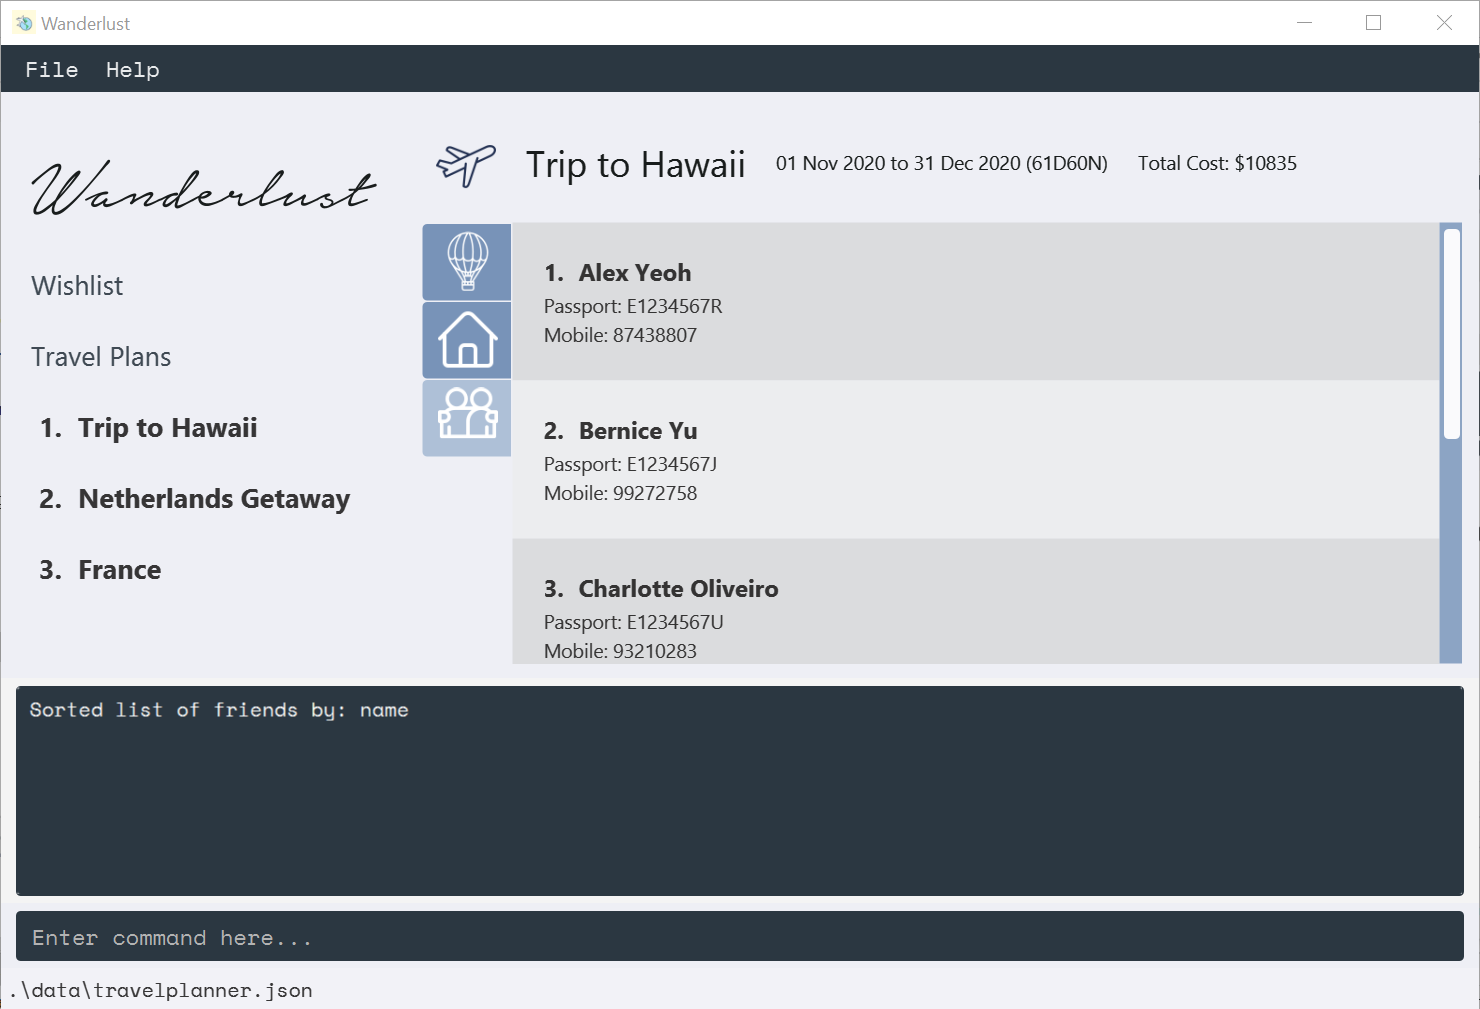 Wanderlust
File Help
Wanderlust
Wishlist
Travel Plans
1. Trip to Hawaii
2. Netherlands Getaway
3. France
Trip to Hawaii 01 Nov 2020 to 31 Dec 2020 (61D60N) Total Cost: $10835
1. Alex Yeoh
Passport: E1234567R
Mobile: 87438807
2. Bernice Yu
Passport: E1234567J
Mobile: 99272758
3. Charlotte Oliveiro
Passport: E1234567U
Mobile: 93210283
Sorted list of friends by: name
Enter command here...
.\data\travelplanner.json